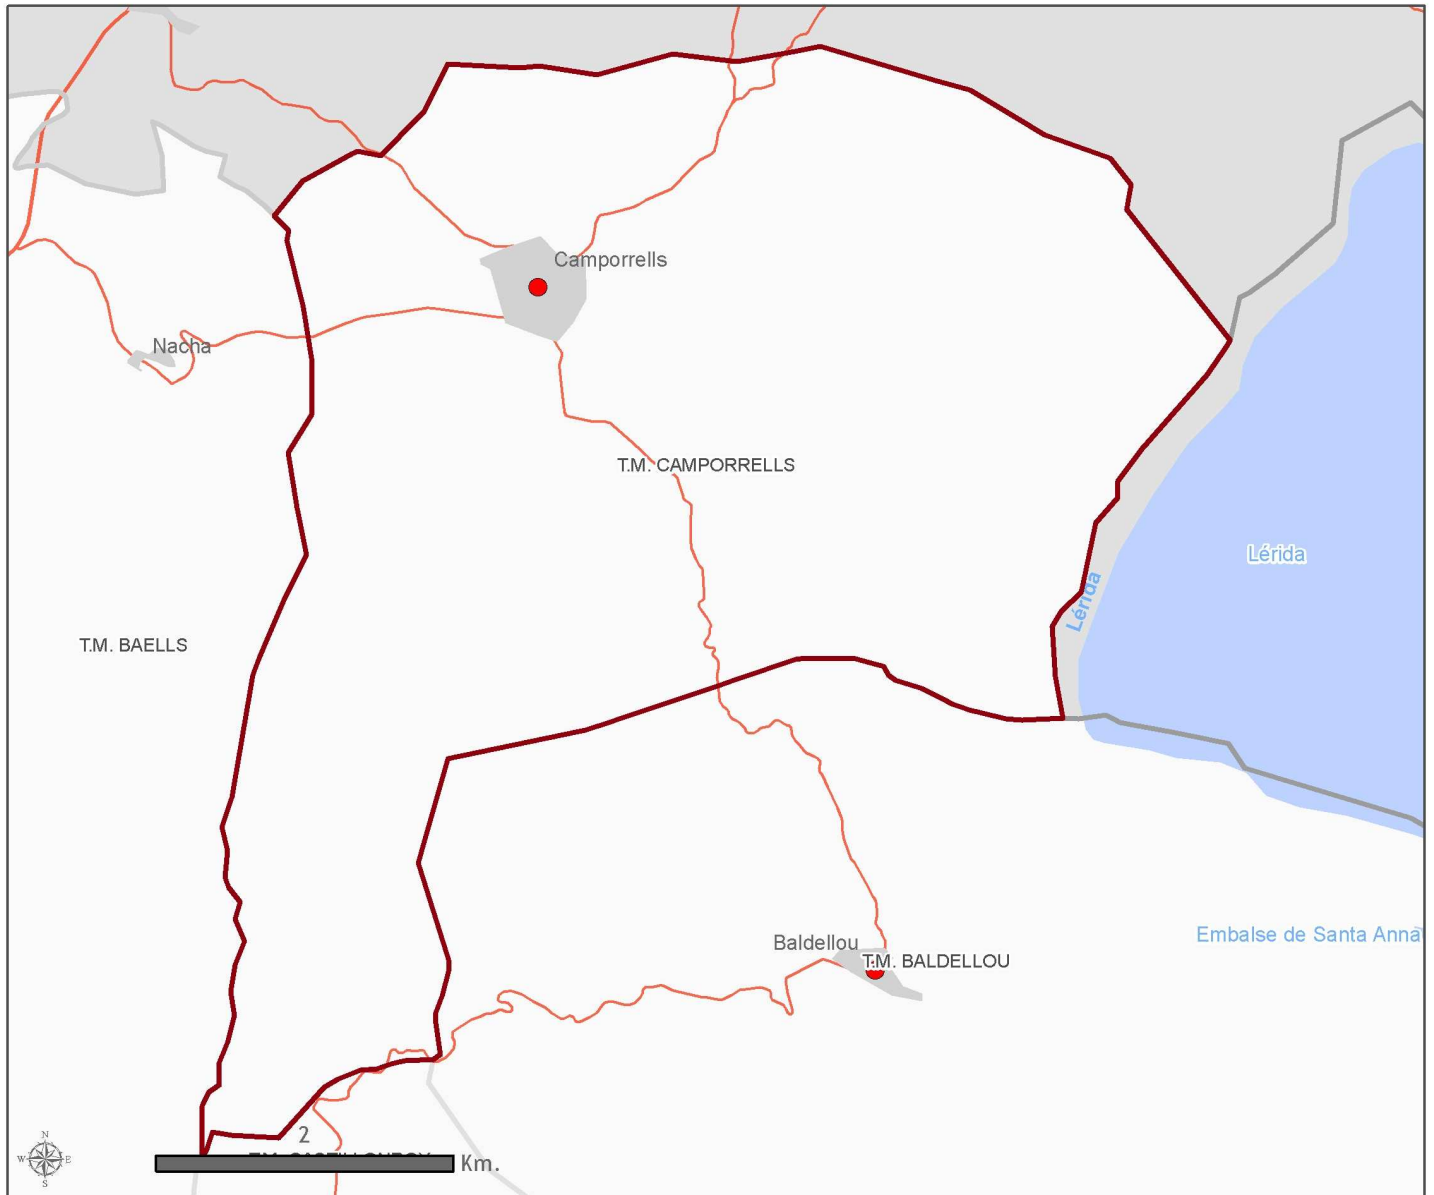 Camporrells
Nacha
T.M. CAMPORRELLS
Lérida
Lérida
T.M. BAELLS
Embalse de Santa Anna
Baldellou
T.M. BALDELLOU
2
Km.
N
W
E
S